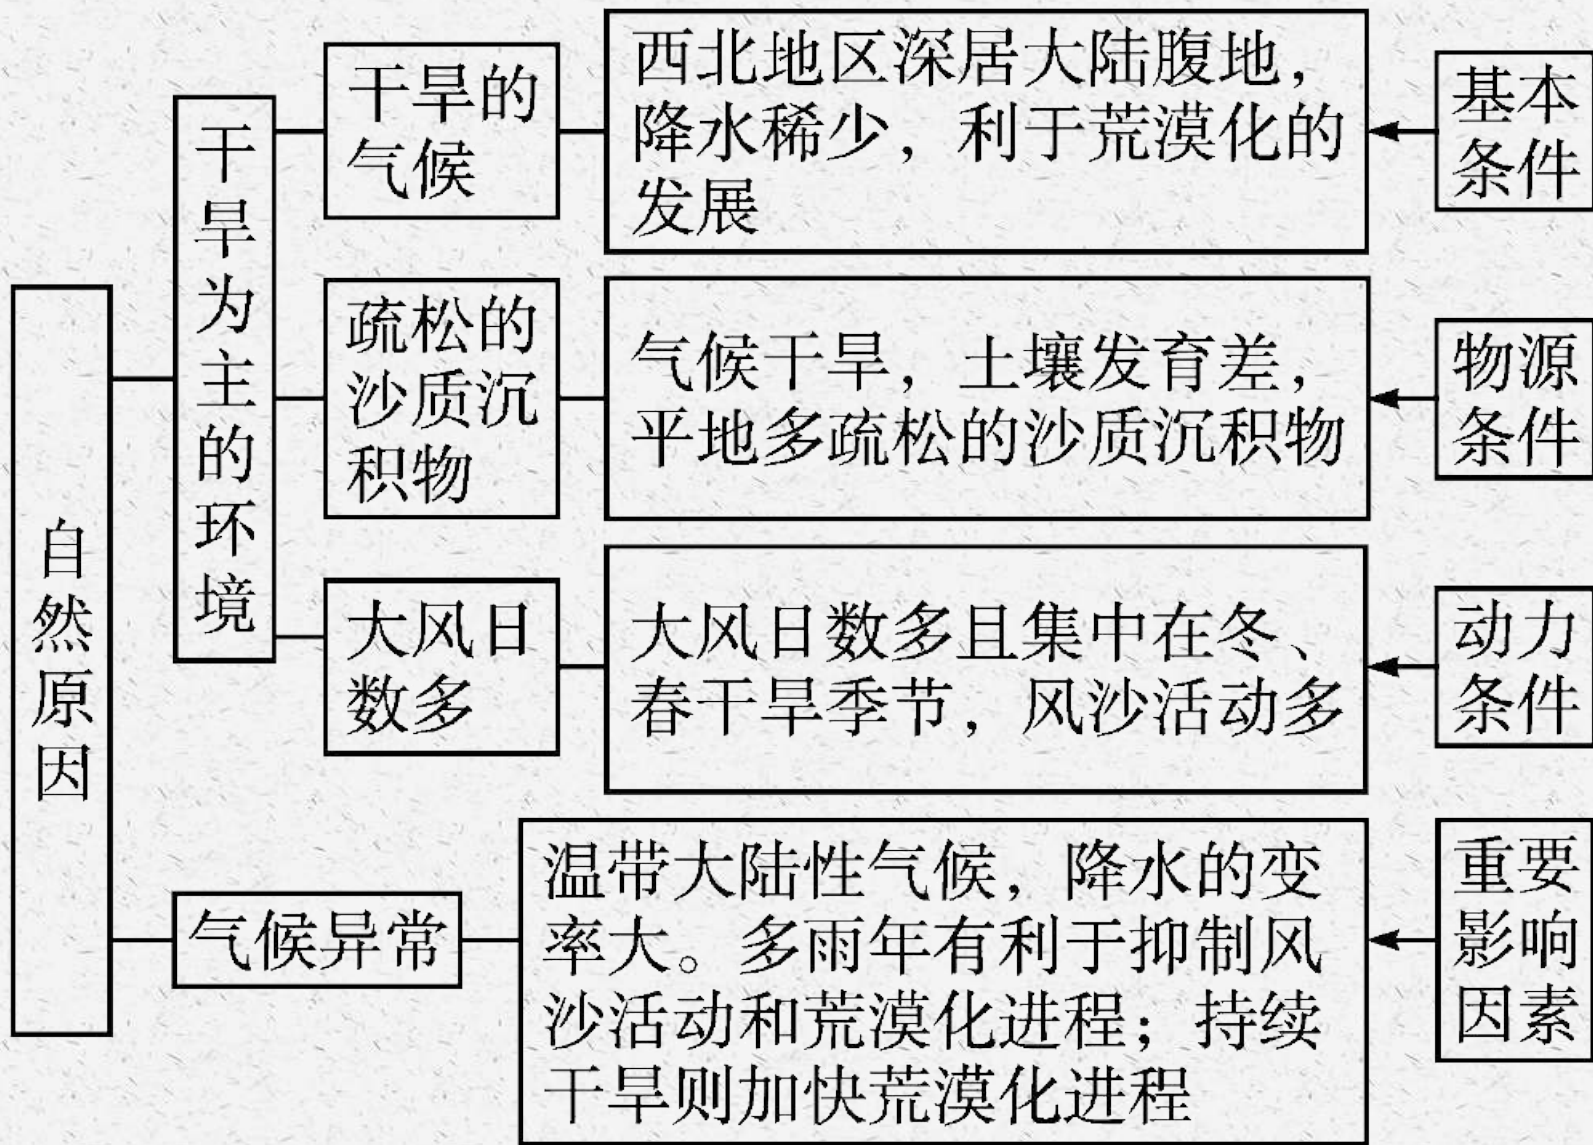 自然原因
干旱为主的环境
干旱的
气候
西北地区深居大陆腹地，
降水稀少，利于荒漠化的
发展
基本
条件
疏松的
沙质沉
积物
气候干旱，土壤发育差，
平地多疏松的沙质沉积物
物源
条件
大风日
数多
大风日数多且集中在冬、
春干旱季节，风沙活动多
动力
条件
气候异常
温带大陆性气候，降水的变
率大。多雨年有利于抑制风
沙活动和荒漠化进程；持续
干旱则加快荒漠化进程
重要
影响
因素